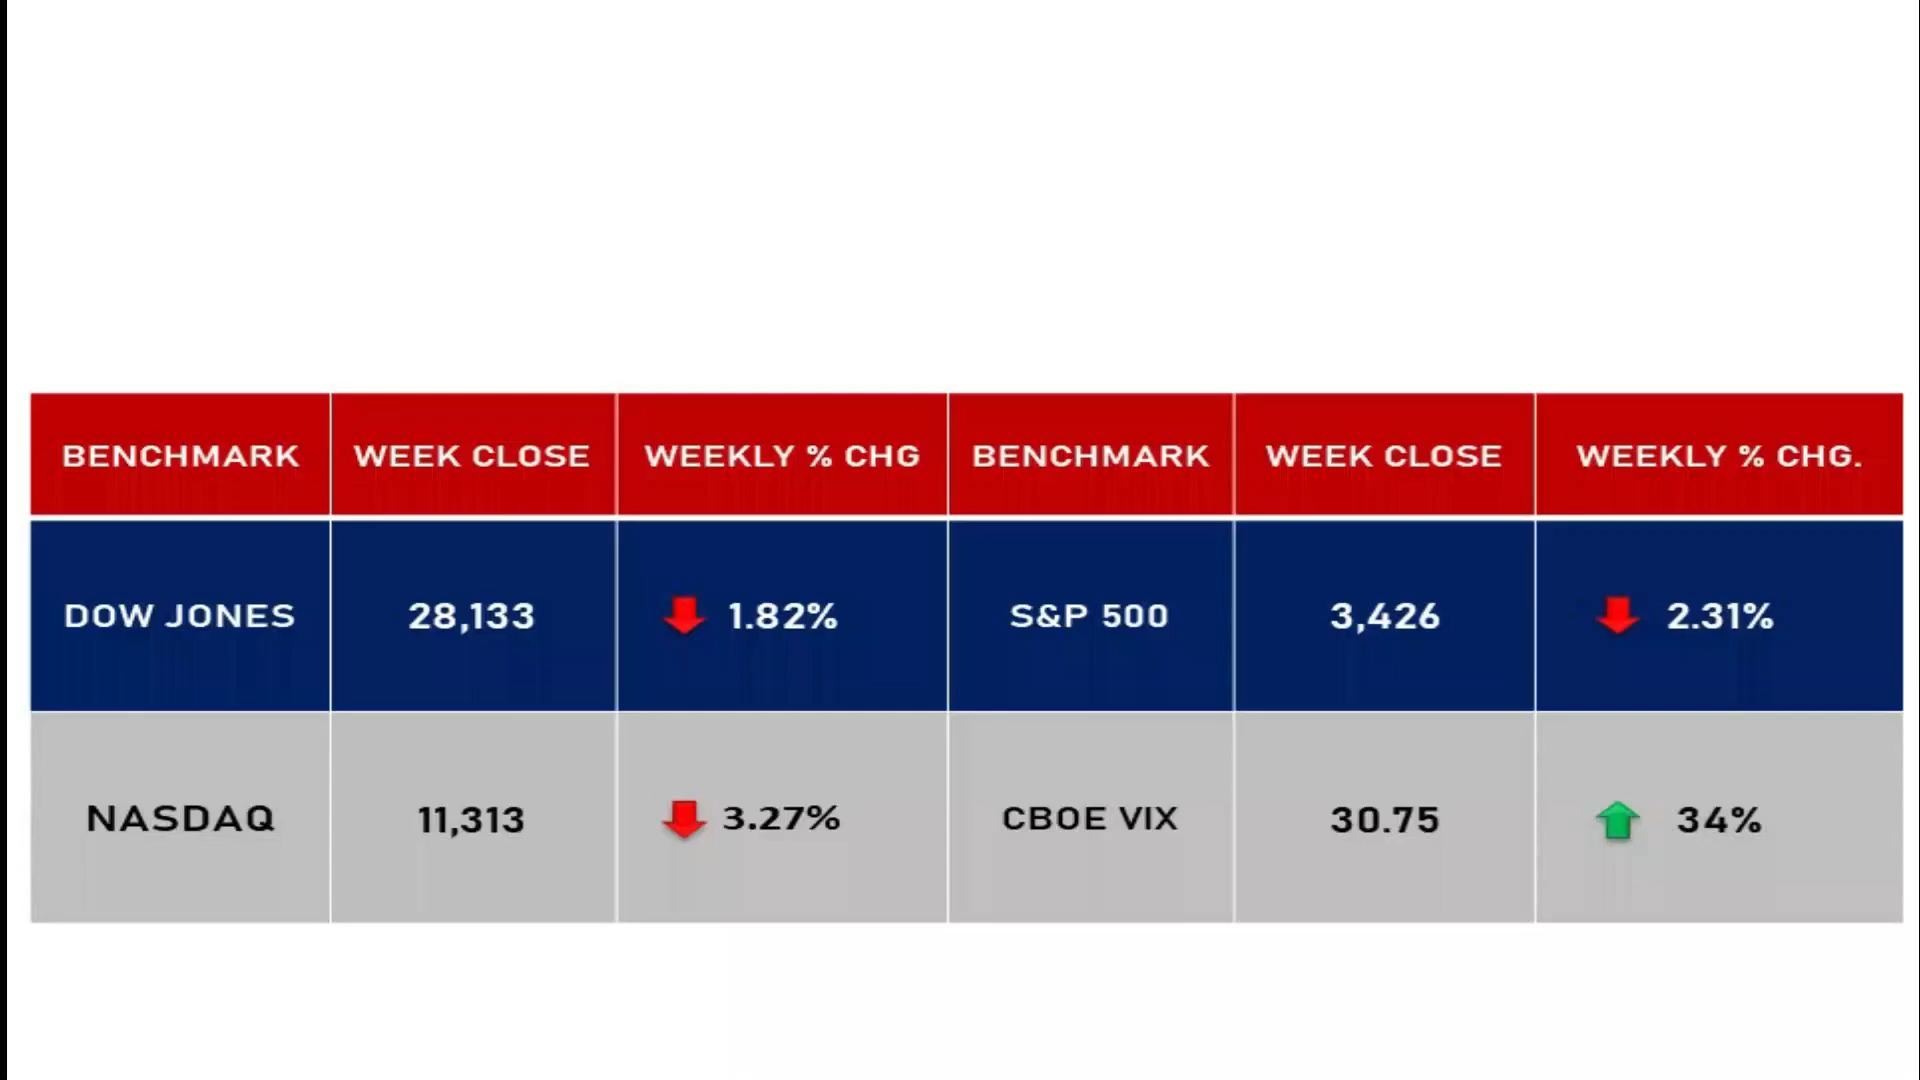 BENCHMARK WEEK CLOSE WEEKLY % CHG BENCHMARK WEEK CLOSE WEEKLY % CHG.
DOW JONES 28,133 1.82% S&P 500 3,426 2.31%
NASDAQ 11,313 3.27% CBOE VIX 30.75 34%